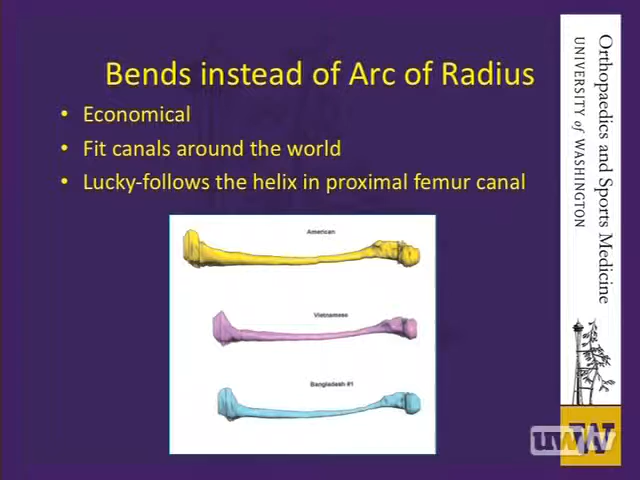 Bends instead of Arc of Radius
• Economical
• Fit canals around the world
• Lucky-follows the helix in proximal femur canal
American
Vietnamese
Bangladesh #1
Orthopaedics and Sports Medicine
UNIVERSITY of WASHINGTON
uwtv